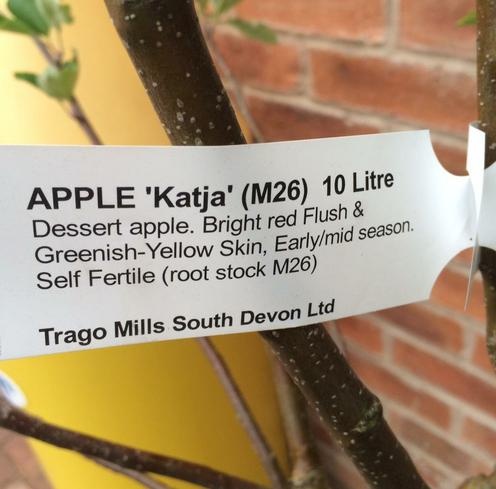 APPLE 'Katja' (M26) 10 Litre
Dessert apple. Bright red Flush &
Greenish-Yellow Skin, Early/mid season.
Self Fertile (root stock M26)
Trago Mills South Devon Ltd